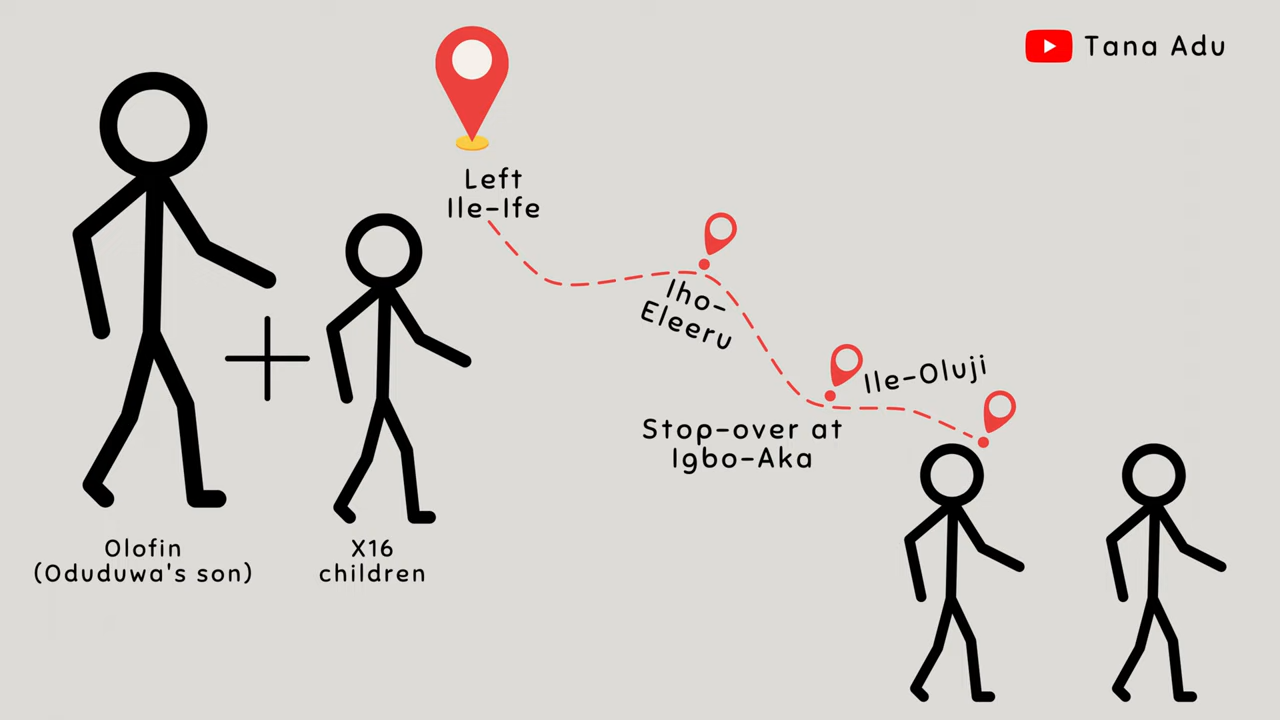 Tana Adu
Left
Ile-Ife
Iho-
Eleeru
Ile-Oluji
Stop-over at
Igbo-Aka
Olofin
(Oduduwa's son)
X16
children